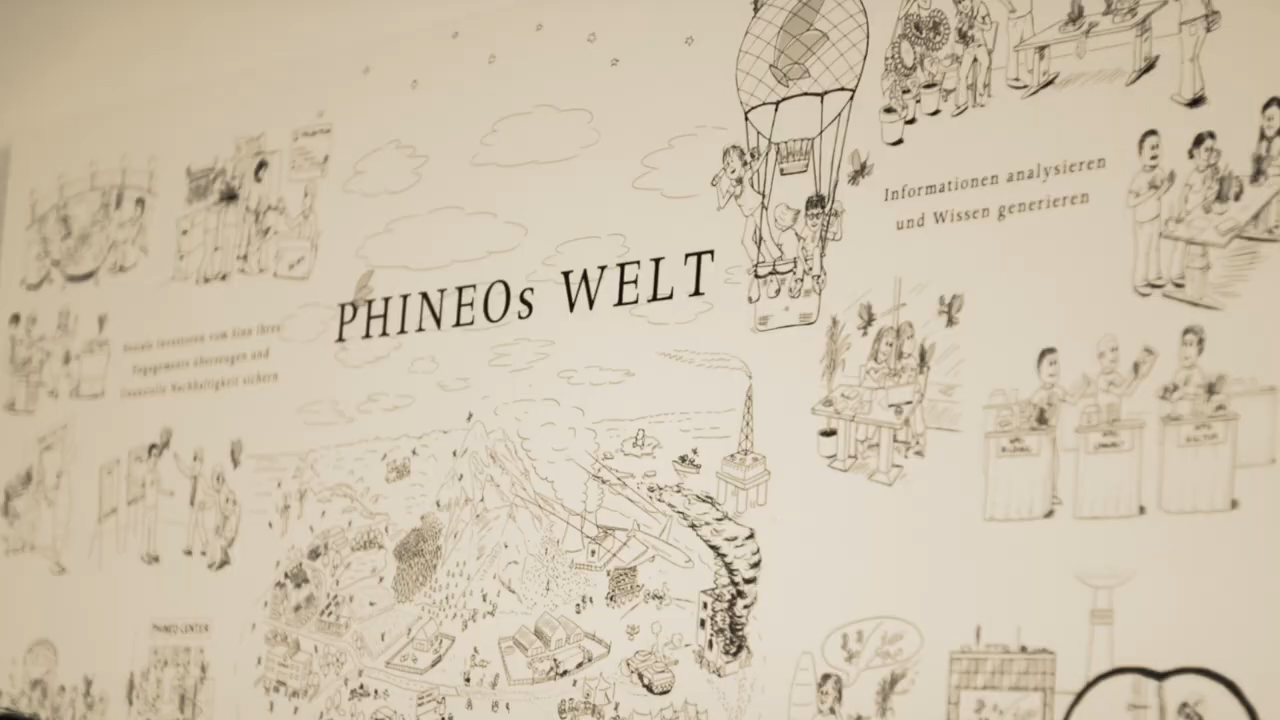 PHINEOs WELT
Informationen analysieren
und Wissen generieren
Soziale Investoren vom Sinn ihres
Engagements überzeugen und
finanzielle Nachhaltigkeit sichern
PHINEO CENTER